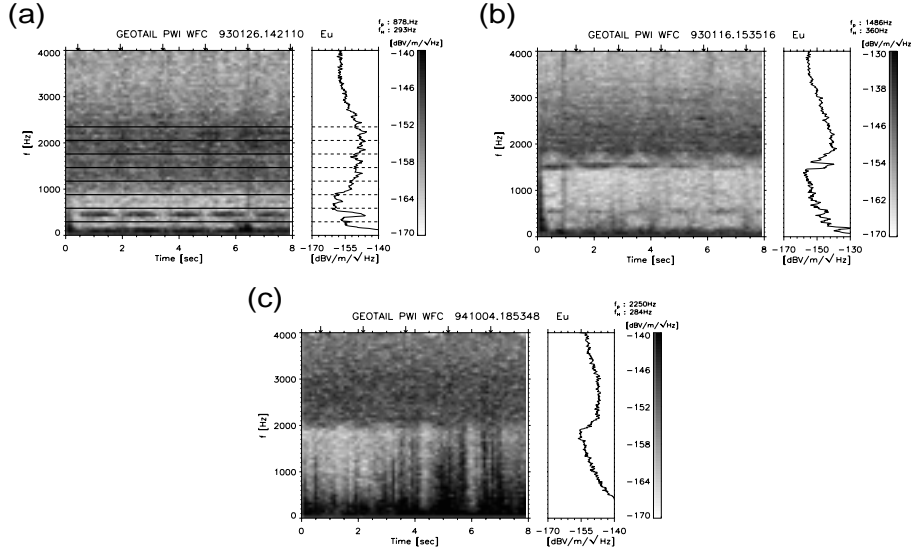 (a)
GEOTAIL PWI WFC 930126.142110 Eu
fP : 878.Hz
fH : 293Hz
[dBV/m/√Hz]
4000
3000
2000
1000
0
f [Hz]
0 2 4 6 8
Time [sec]
-170 -155 -140
[dBV/m/√Hz]
-140
-152
-158
-164
-170
(b)
GEOTAIL PWI WFC 930116.153516 Eu
fP : 1486Hz
fH : 360Hz
[dBV/m/√Hz]
4000
3000
2000
1000
0
f [Hz]
0 2 4 6 8
Time [sec]
-170 -150 -130
[dBV/m/√Hz]
-130
-138
-146
-154
-162
-170
(c)
GEOTAIL PWI WFC 941004.185348 Eu
fP : 2250Hz
fH : 284Hz
[dBV/m/√Hz]
4000
3000
2000
1000
0
f [Hz]
0 2 4 6 8
Time [sec]
-170 -155 -140
[dBV/m/√Hz]
-140
-152
-158
-164
-170